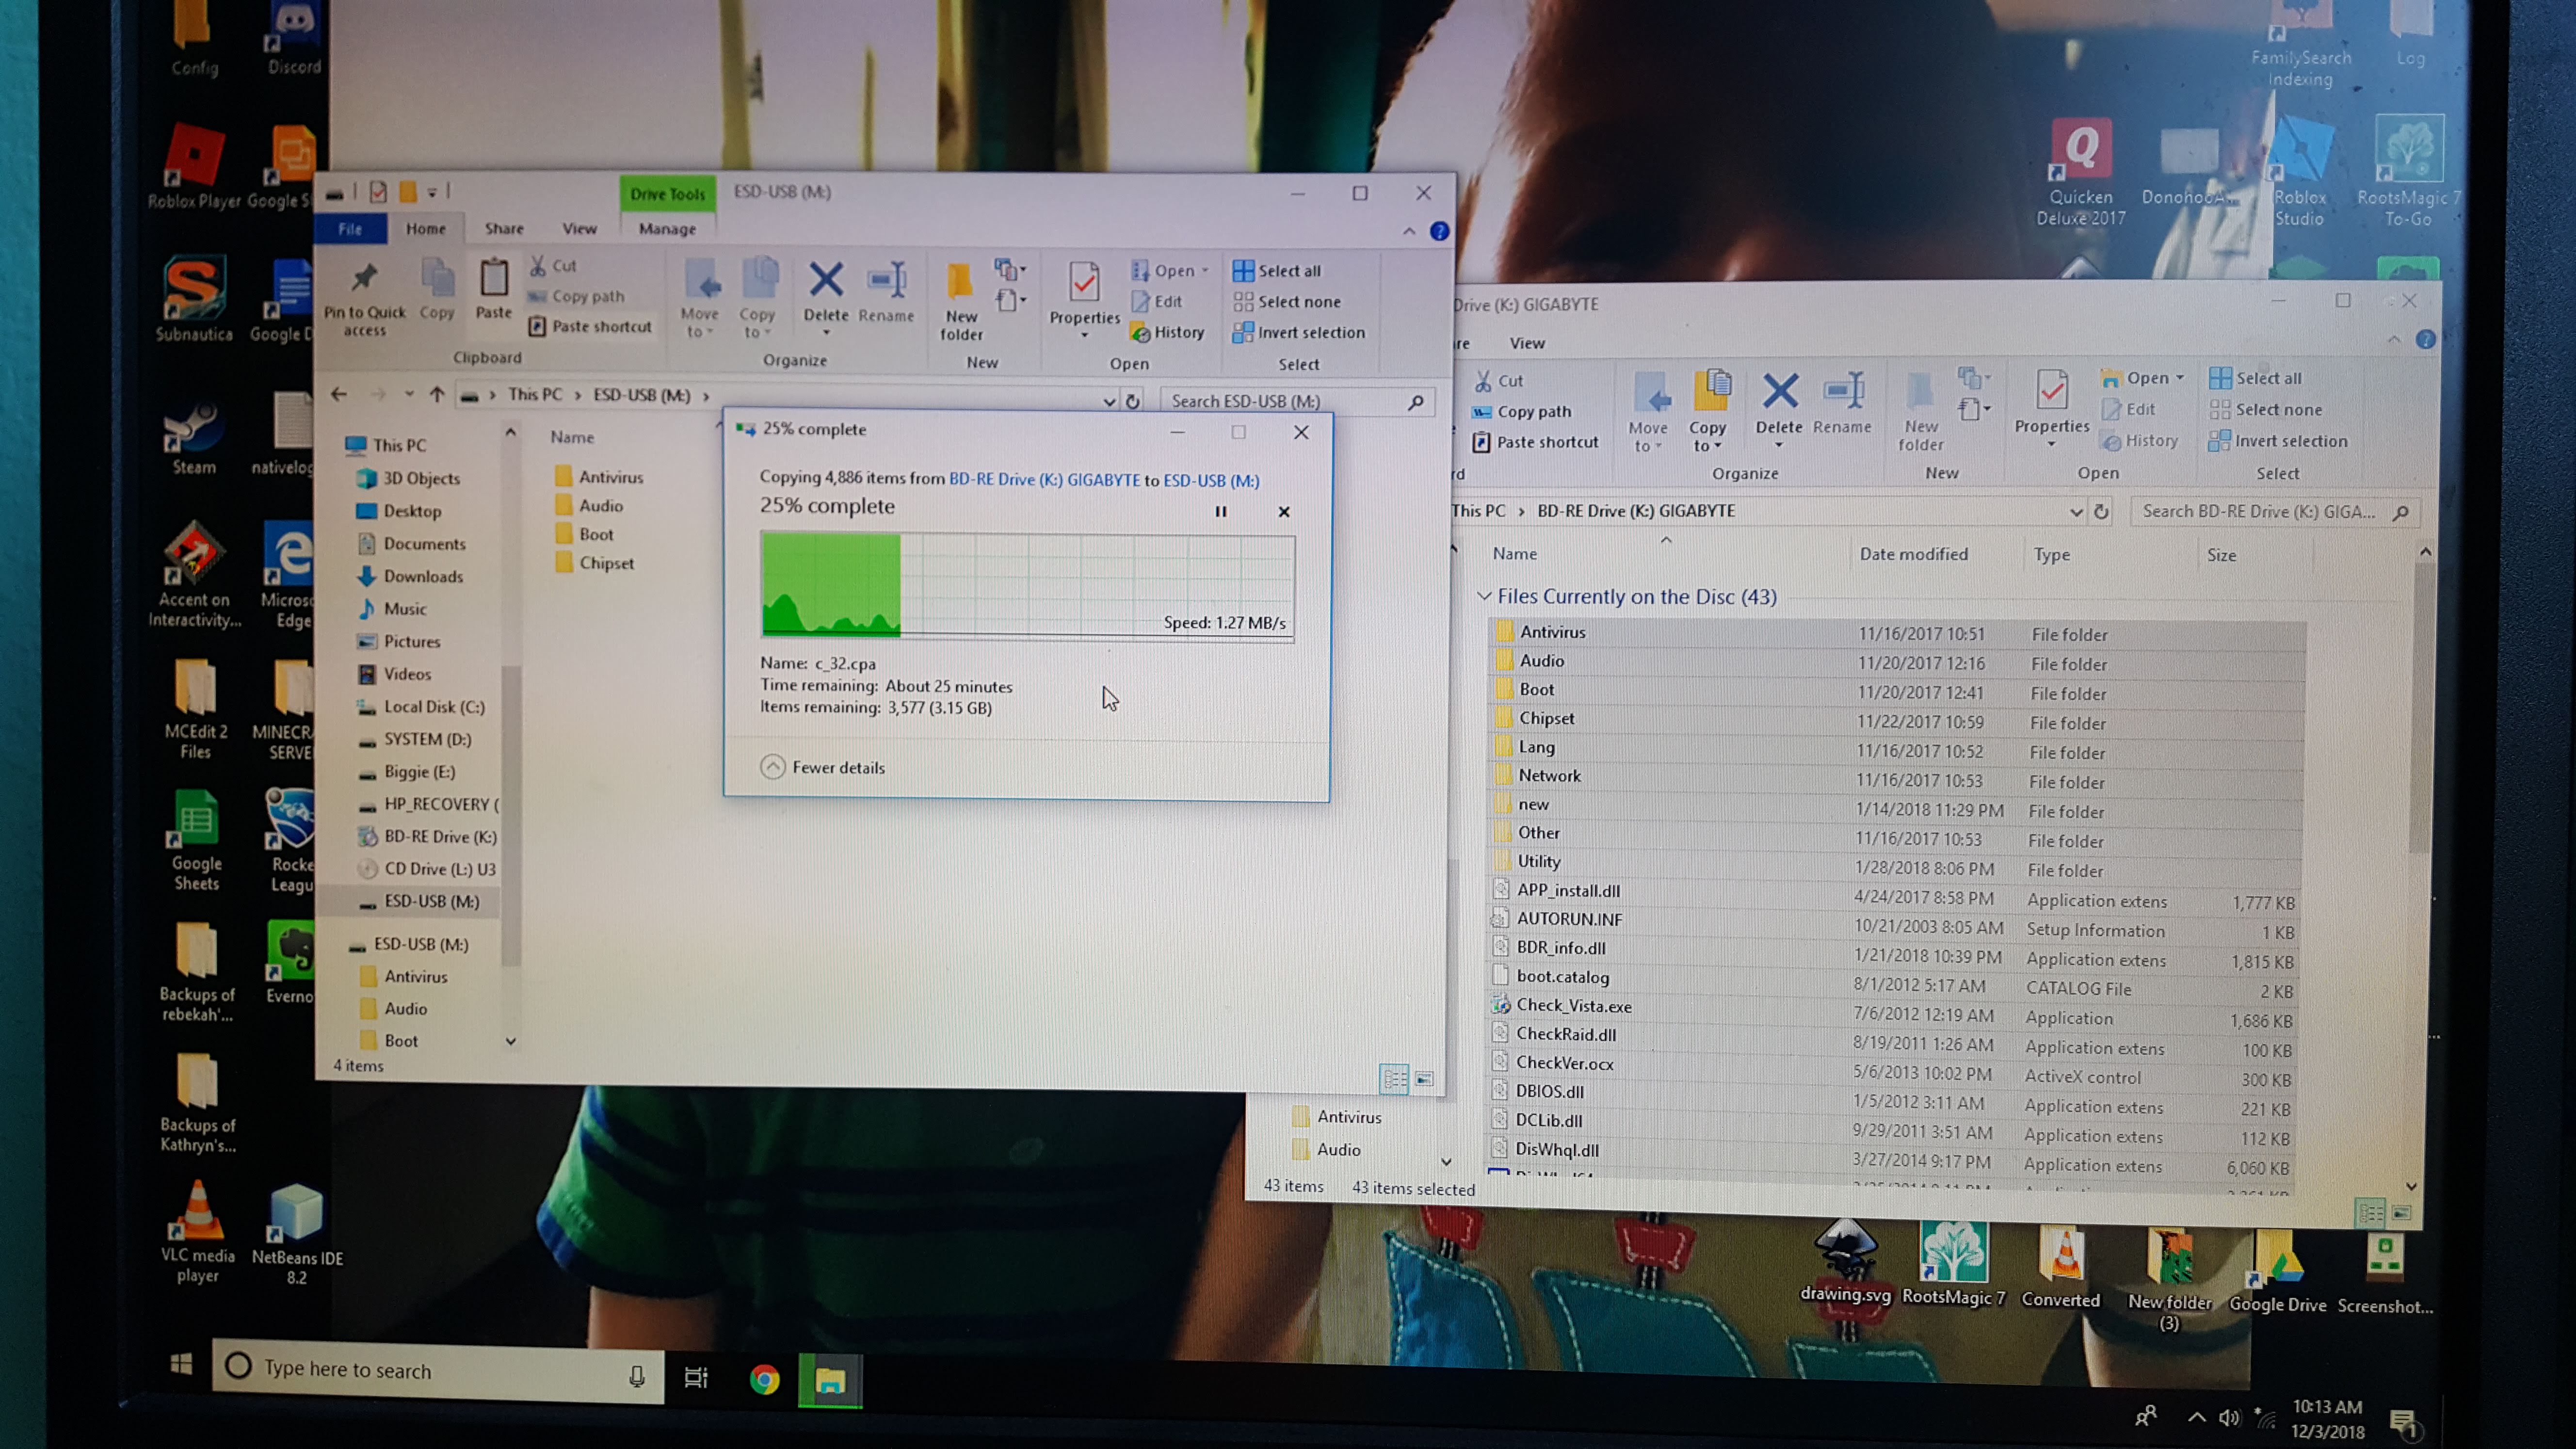 Config
Discord
Roblox Player
Google S
Subnautica
Google D
Steam
nativelog
Accent on
Interactivity...
Micros
Edge
MCEdit 2
Files
MINECR
SERVE
Google
Sheets
Rocke
Leagu
Backups of
rebekah'...
Everno
Backups of
Kathryn's...
VLC media
player
NetBeans IDE
8.2
FamilySearch
Indexing
Log
Quicken
Deluxe 2017
Roblox
Studio
RootsMagic 7
To-Go
Drive Tools
ESD-USB (M:)
File
Home
Share
View
Manage
Pin to Quick
access
Copy
Paste
Cut
Copy path
Paste shortcut
Clipboard
Move
to
Copy
to
Delete
Rename
Organize
New
folder
New
Properties
Open
Edit
History
Open
Select all
Select none
Invert selection
Select
This PC > ESD-USB (M:) >
Search ESD-USB (M:)
This PC
3D Objects
Desktop
Documents
Downloads
Music
Pictures
Videos
Local Disk (C:)
SYSTEM (D:)
Biggie (E:)
HP_RECOVERY (
BD-RE Drive (K:)
CD Drive (L:) U3
ESD-USB (M:)
ESD-USB (M:)
Antivirus
Audio
Boot
4 items
Name
Antivirus
Audio
Boot
Chipset
25% complete
Copying 4,886 items from BD-RE Drive (K:) GIGABYTE to ESD-USB (M:)
25% complete
Speed: 1.27 MB/s
Name: c_32.cpa
Time remaining: About 25 minutes
Items remaining: 3,577 (3.15 GB)
Fewer details
Drive (K:) GIGABYTE
re
View
Cut
Copy path
Paste shortcut
rd
Move
to
Copy
to
Delete
Rename
Organize
New
folder
New
Properties
Open
Edit
History
Open
Select all
Select none
Invert selection
Select
This PC > BD-RE Drive (K:) GIGABYTE
Search BD-RE Drive (K:) GIGA...
Name Date modified Type Size
Files Currently on the Disc (43)
Antivirus 11/16/2017 10:51 File folder
Audio 11/20/2017 12:16 File folder
Boot 11/20/2017 12:41 File folder
Chipset 11/22/2017 10:59 File folder
Lang 11/16/2017 10:52 File folder
Network 11/16/2017 10:53 File folder
new 1/14/2018 11:29 PM File folder
Other 11/16/2017 10:53 File folder
Utility 1/28/2018 8:06 PM File folder
APP_install.dll 4/24/2017 8:58 PM Application extens 1,777 KB
AUTORUN.INF 10/21/2003 8:05 AM Setup Information 1 KB
BDR_info.dll 1/21/2018 10:39 PM Application extens 1,815 KB
boot.catalog 8/1/2012 5:17 AM CATALOG File 2 KB
Check_Vista.exe 7/6/2012 12:19 AM Application 1,686 KB
CheckRaid.dll 8/19/2011 1:26 AM Application extens 100 KB
CheckVer.ocx 5/6/2013 10:02 PM ActiveX control 300 KB
DBIOS.dll 1/5/2012 3:11 AM Application extens 221 KB
DCLib.dll 9/29/2011 3:51 AM Application extens 112 KB
DisWhql.dll 3/27/2014 9:17 PM Application extens 6,060 KB
Antivirus
Audio
43 items 43 items selected
drawing.svg
RootsMagic 7
Converted
New folder
(3)
Google Drive
Screenshot...
Type here to search
10:13 AM
12/3/2018
1